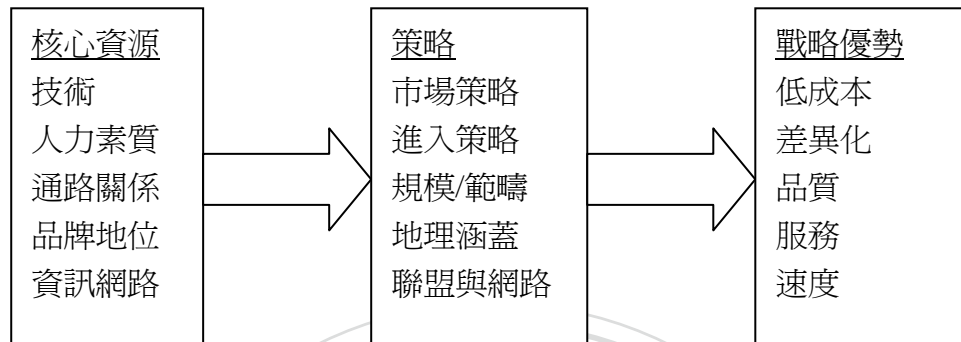 核心資源
技術
人力素質
通路關係
品牌地位
資訊網路
策略
市場策略
進入策略
規模/範疇
地理涵蓋
聯盟與網路
戰略優勢
低成本
差異化
品質
服務
速度